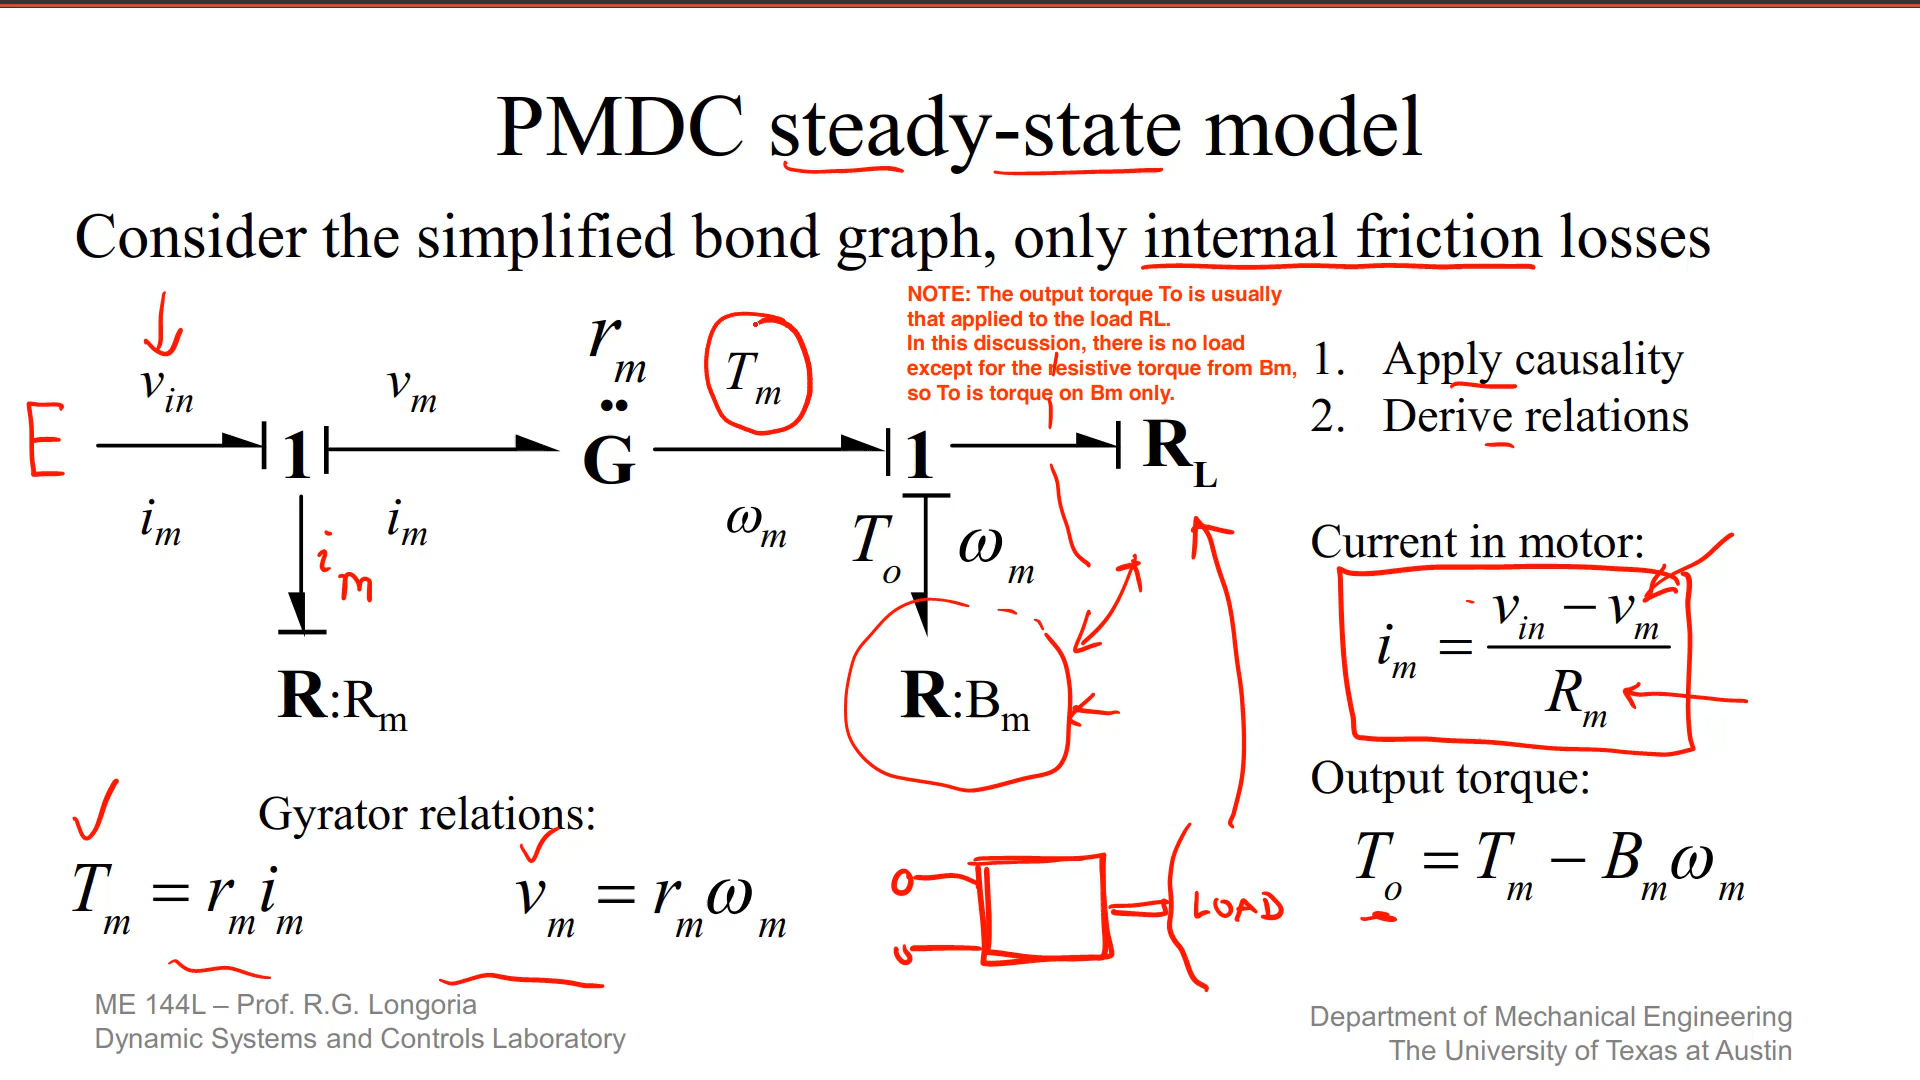 PMDC steady-state model
Consider the simplified bond graph, only internal friction losses
NOTE: The output torque To is usually
that applied to the load RL.
In this discussion, there is no load
except for the resistive torque from Bm,
so To is torque on Bm only.
1. Apply causality
2. Derive relations
E
v_in
i_m
1
v_m
i_m
r_m
G
T_m
ω_m
1
R_L
i_m
R:R_m
T_o
ω_m
R:B_m
Current in motor:
i_m = (v_in − v_m) / R_m
Output torque:
T_o = T_m − B_m ω_m
Gyrator relations:
T_m = r_m i_m
v_m = r_m ω_m
LOAD
ME 144L – Prof. R.G. Longoria
Dynamic Systems and Controls Laboratory
Department of Mechanical Engineering
The University of Texas at Austin